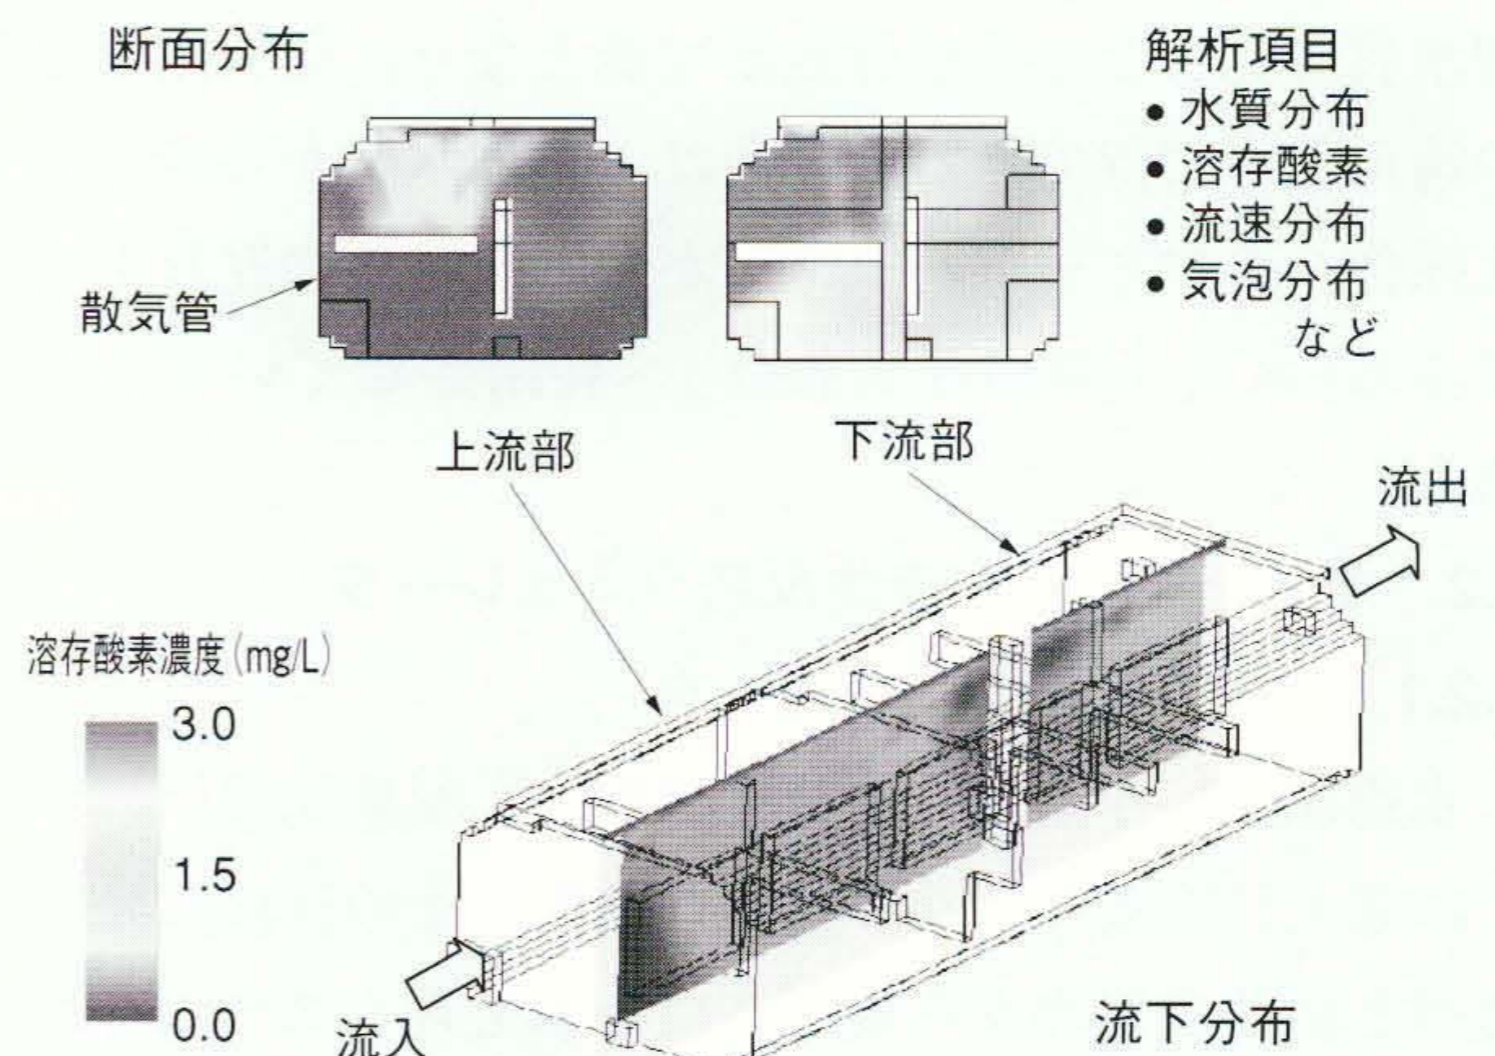 断面分布
解析項目
• 水質分布
• 溶存酸素
• 流速分布
• 気泡分布
など
散気管
上流部
下流部
流出
溶存酸素濃度(mg/L)
3.0
1.5
0.0
流入
流下分布